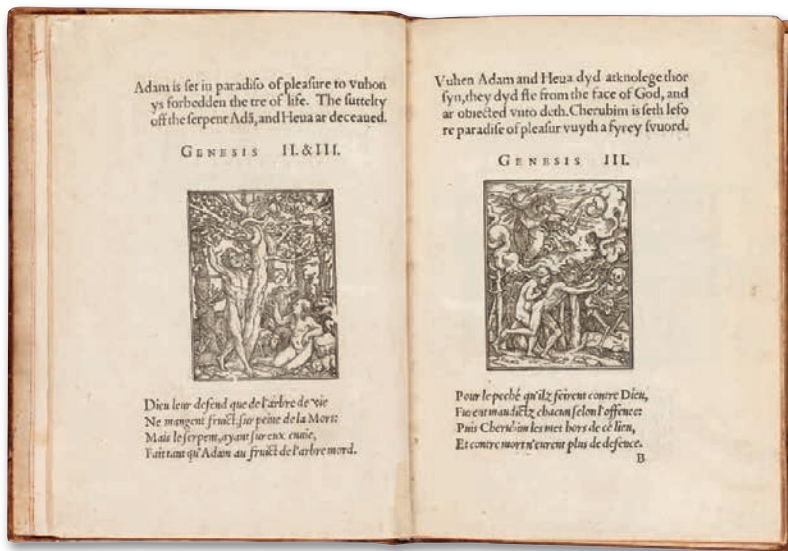 Adam is set in paradiso of pleasure to vuhon
ys forbedden the tre of life. The suttelty
off the serpent Adã, and Heua ar deceaued.
GENESIS II. & III.
Dieu leur defend que de l'arbre de vie
Ne mangent fruict, sur peine de la Mort:
Mais le serpent, ayant sur eux enuie,
Fait tant qu'Adam au fruict de l'arbre mord.
Vuhen Adam and Heua dyd atknolege thor
syn, they dyd fle from the face of God, and
ar obiected vnto deth. Cherubim is seth lefo
re paradise of pleasur vuyth a fyrey svuord.
GENESIS III.
Pour le peché qu'ilz feirent contre Dieu,
Furent mauldictz chacun selon l'offence:
Puis Cherubim les met hors de ce lieu,
Et contre mort n'eurent plus de defence.
B